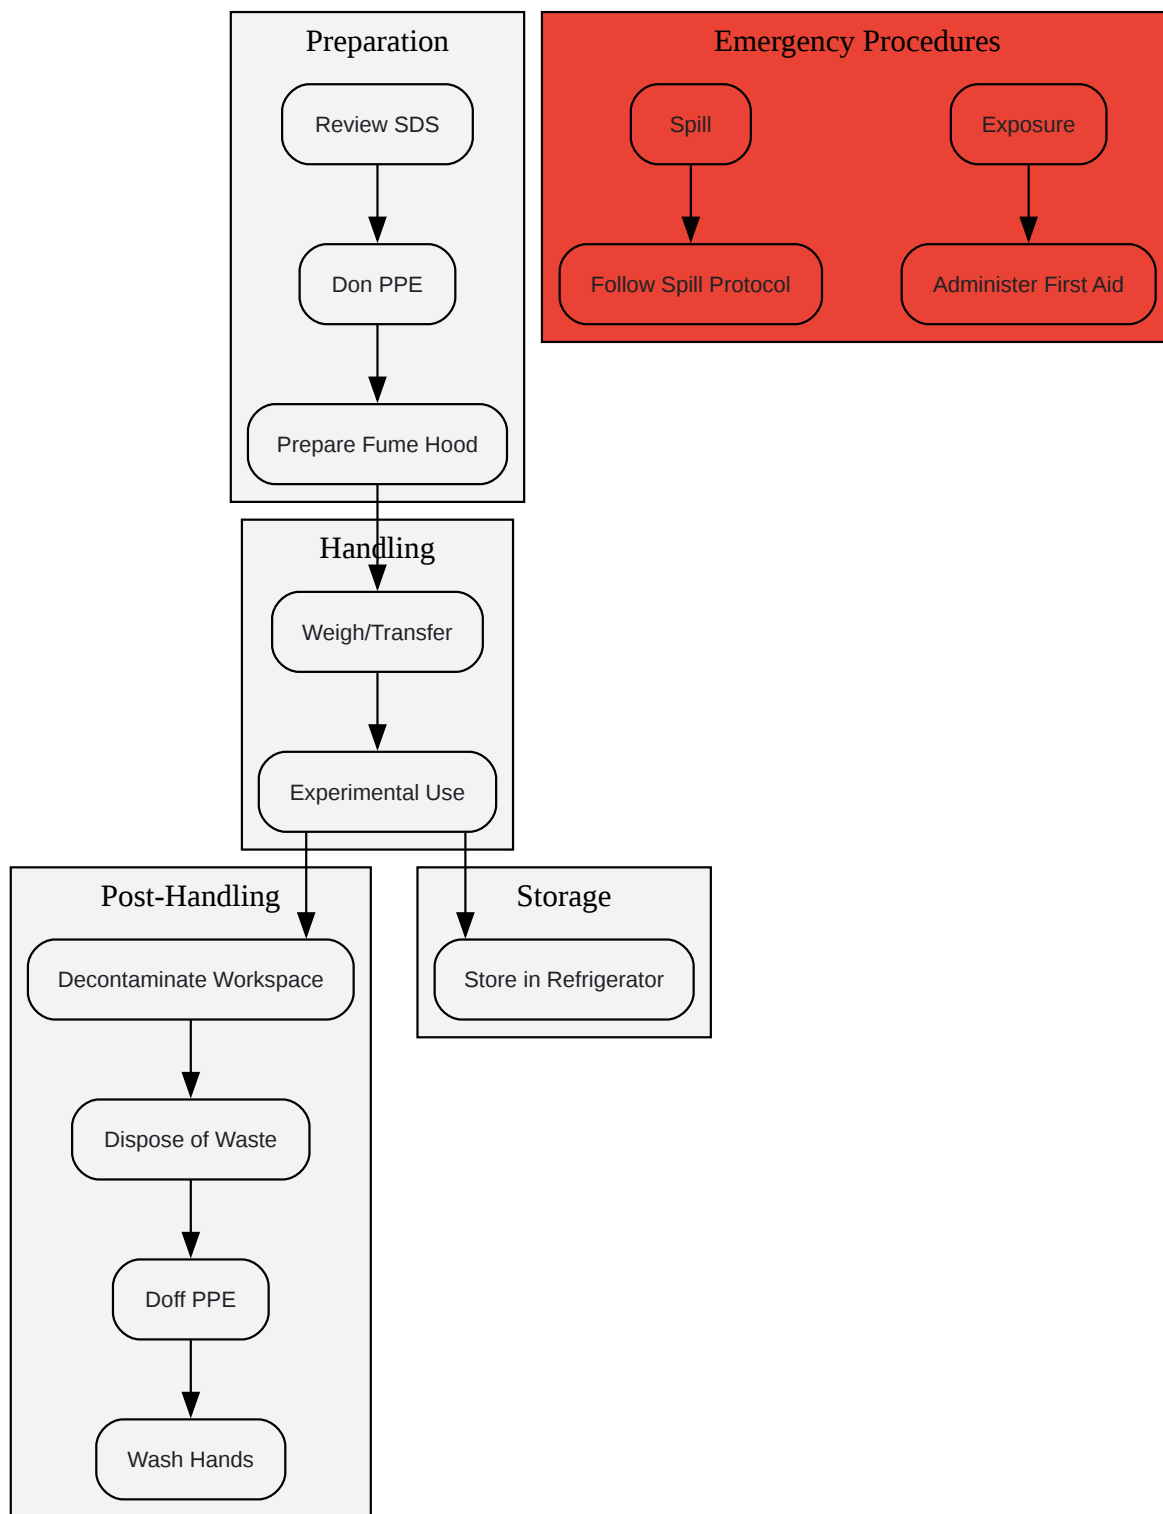 Preparation
Review SDS
Don PPE
Prepare Fume Hood
Emergency Procedures
Spill
Exposure
Follow Spill Protocol
Administer First Aid
Handling
Weigh/Transfer
Experimental Use
Post-Handling
Decontaminate Workspace
Dispose of Waste
Doff PPE
Wash Hands
Storage
Store in Refrigerator